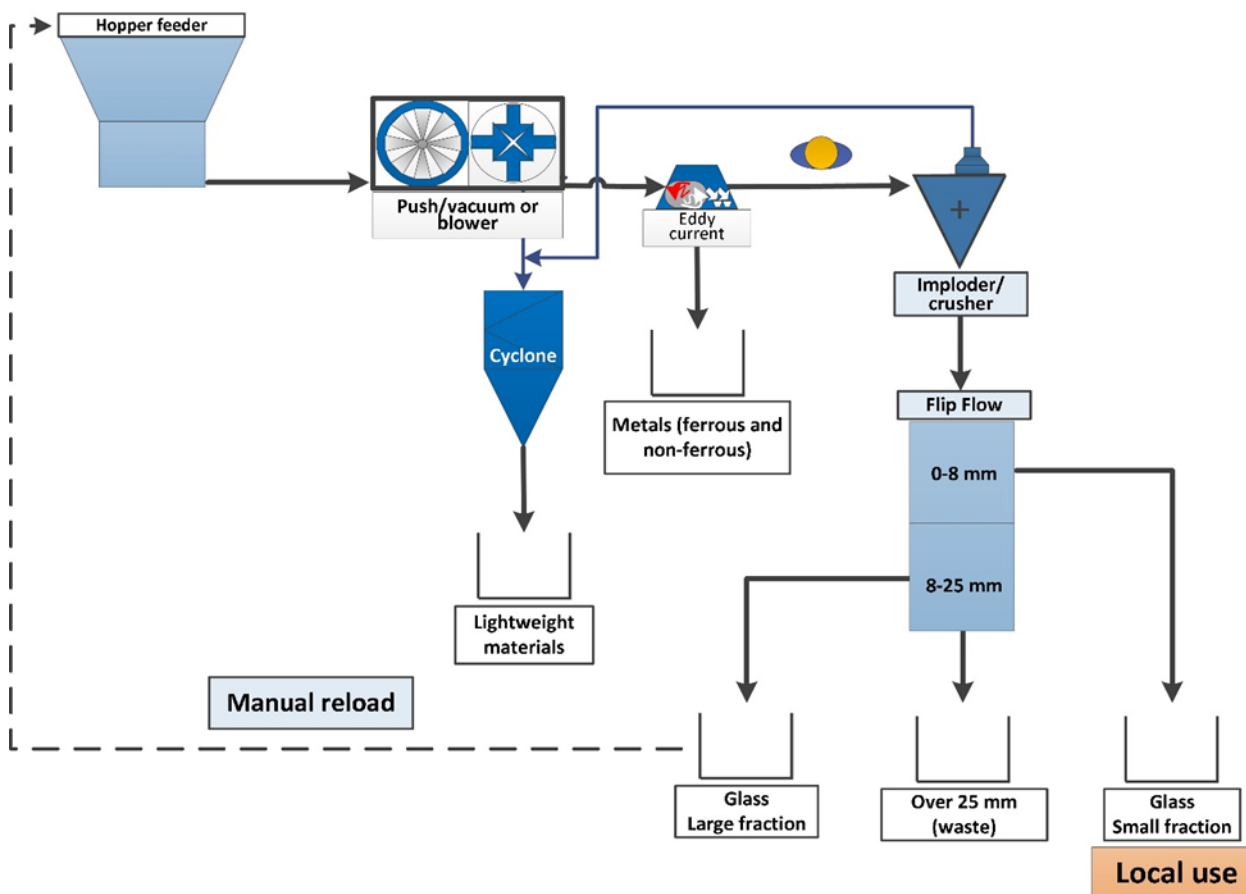 Hopper feeder
Push/vacuum or
blower
Eddy
current
Imploder/
crusher
Cyclone
Flip Flow
Metals (ferrous and
non-ferrous)
0-8 mm
8-25 mm
Lightweight
materials
Manual reload
Glass
Large fraction
Over 25 mm
(waste)
Glass
Small fraction
Local use